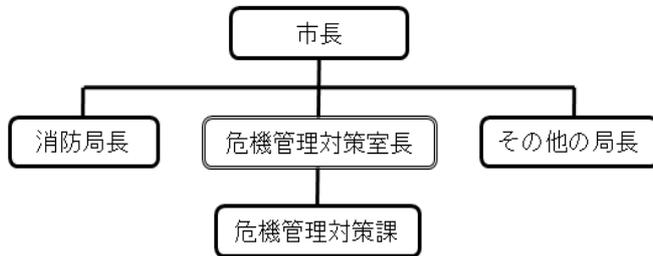 市長
消防局長
危機管理対策室長
その他の局長
危機管理対策課